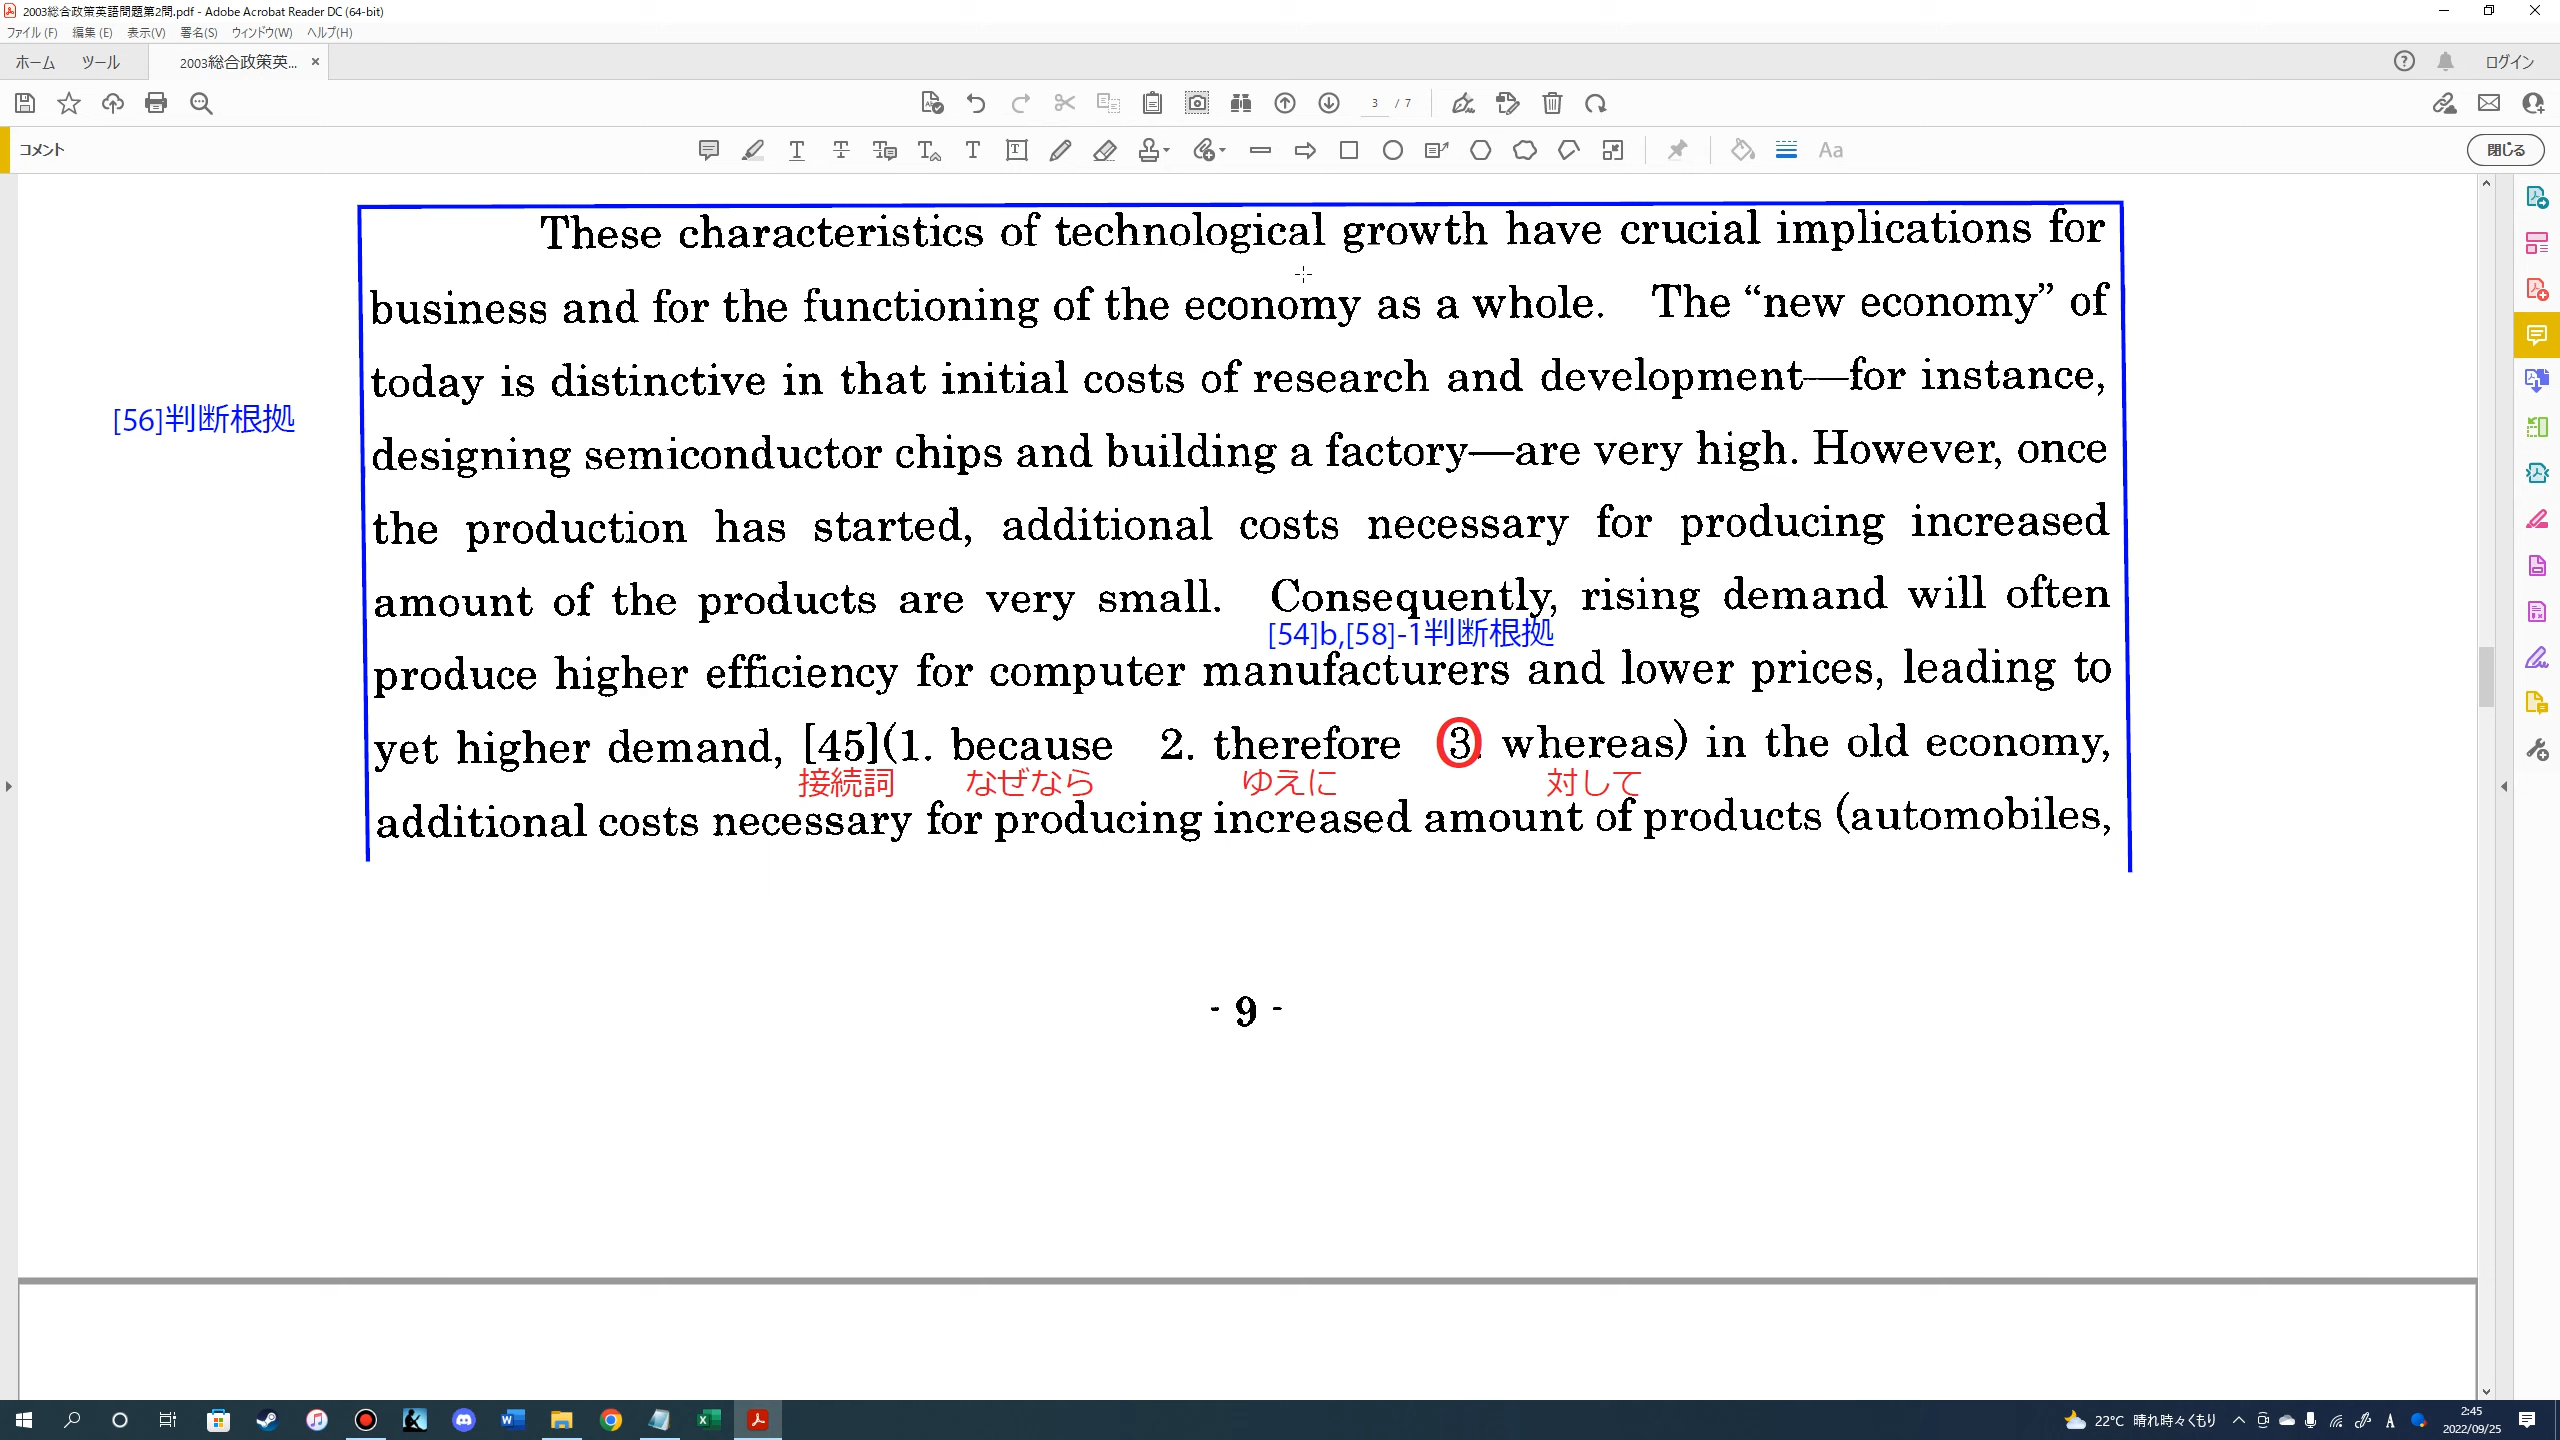 2003総合政策英語問題第2問.pdf - Adobe Acrobat Reader DC (64-bit)
ファイル(F) 編集(E) 表示(V) 署名(S) ウィンドウ(W) ヘルプ(H)
ホーム ツール 2003総合政策英... × ログイン
3 / 7
コメント 閉じる
These characteristics of technological growth have crucial implications for
business and for the functioning of the economy as a whole. The “new economy” of
today is distinctive in that initial costs of research and development—for instance,
[56]判断根拠
designing semiconductor chips and building a factory—are very high. However, once
the production has started, additional costs necessary for producing increased
amount of the products are very small. Consequently, rising demand will often
[54]b,[58]-1判断根拠
produce higher efficiency for computer manufacturers and lower prices, leading to
yet higher demand, [45](1. because 2. therefore 3. whereas) in the old economy,
接続詞 なぜなら ゆえに 対して
additional costs necessary for producing increased amount of products (automobiles,
- 9 -
22°C 晴れ時々くもり A 2:45
2022/09/25